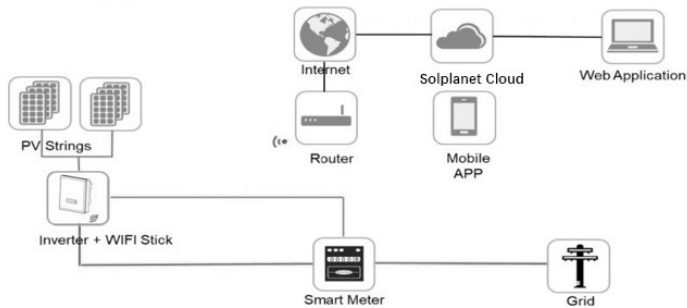 Internet
Solplanet Cloud
Web Application
PV Strings
Router
Mobile
APP
Inverter + WIFI Stick
Smart Meter
Grid